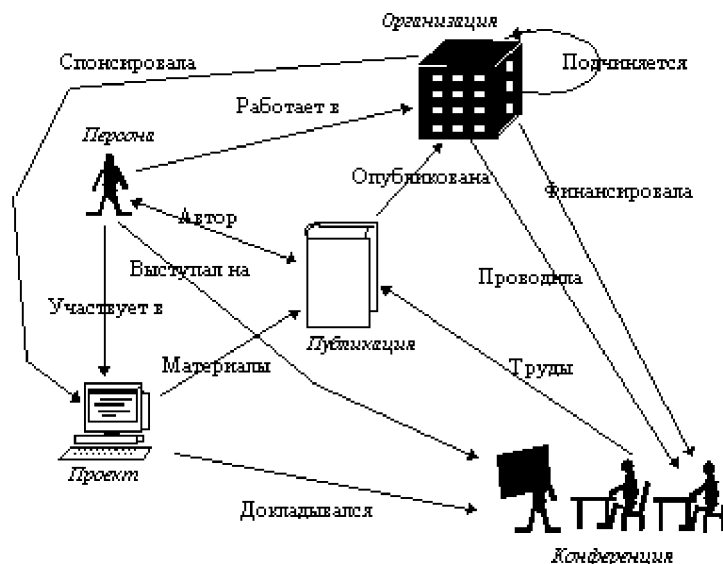 Организация
Спонсировала
Подчиняется
Работает в
Персона
Опубликована
Финансировала
Автор
Выступал на
Проводила
Участвует в
Публикация
Материалы
Труды
Проект
Докладывался
Конференция